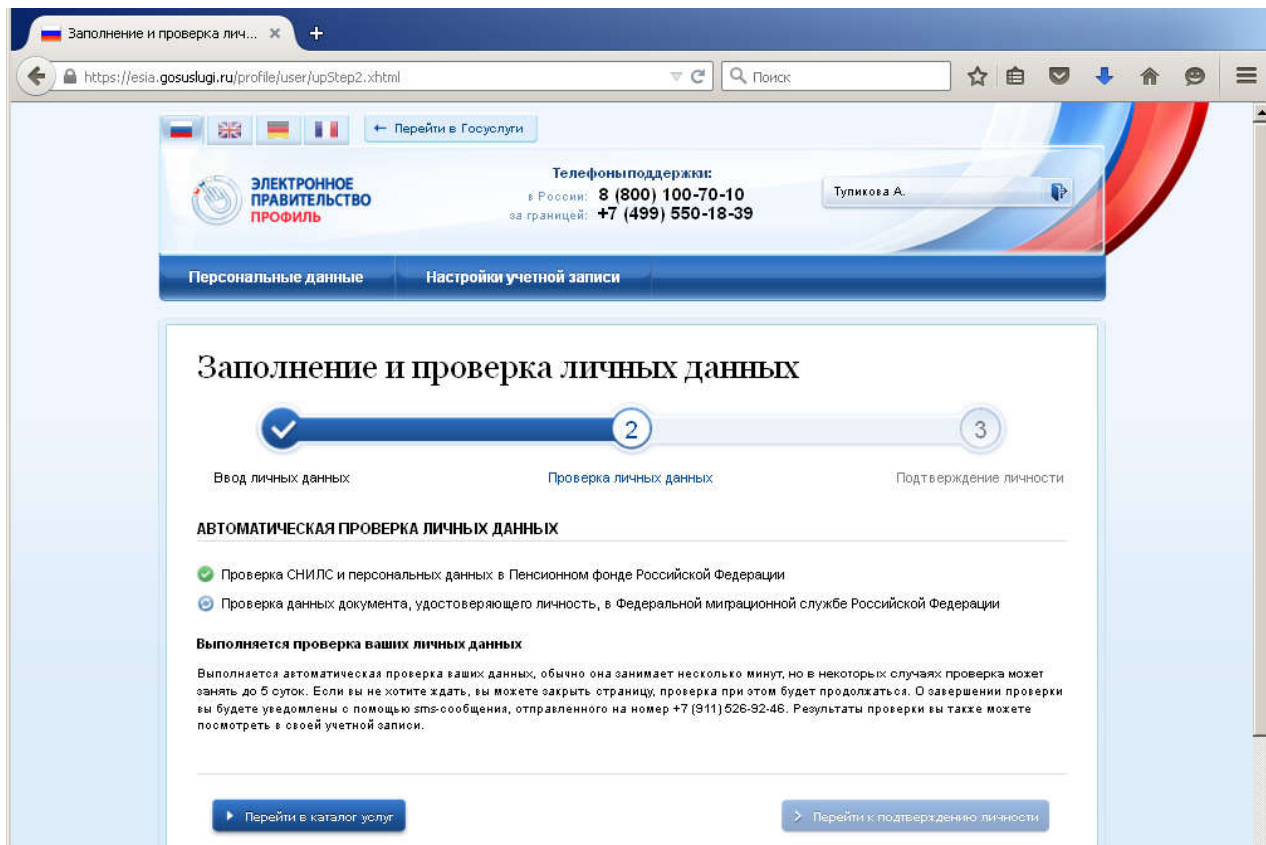 Заполнение и проверка лич...
https://esia.gosuslugi.ru/profile/user/upStep2.xhtml
Поиск
← Перейти в Госуслуги
ЭЛЕКТРОННОЕ
ПРАВИТЕЛЬСТВО
ПРОФИЛЬ
Телефоны поддержки:
в России: 8 (800) 100-70-10
за границей: +7 (499) 550-18-39
Тупикова А.
Персональные данные
Настройки учетной записи
Заполнение и проверка личных данных
2
3
Ввод личных данных
Проверка личных данных
Подтверждение личности
АВТОМАТИЧЕСКАЯ ПРОВЕРКА ЛИЧНЫХ ДАННЫХ
Проверка СНИЛС и персональных данных в Пенсионном фонде Российской Федерации
Проверка данных документа, удостоверяющего личность, в Федеральной миграционной службе Российской Федерации
Выполняется проверка ваших личных данных
Выполняется автоматическая проверка ваших данных, обычно она занимает несколько минут, но в некоторых случаях проверка может
занять до 5 суток. Если вы не хотите ждать, вы можете закрыть страницу, проверка при этом будет продолжаться. О завершении проверки
вы будете уведомлены с помощью sms-сообщения, отправленного на номер +7 (911) 526-92-46. Результаты проверки вы также можете
посмотреть в своей учетной записи.
Перейти в каталог услуг
Перейти к подтверждению личности